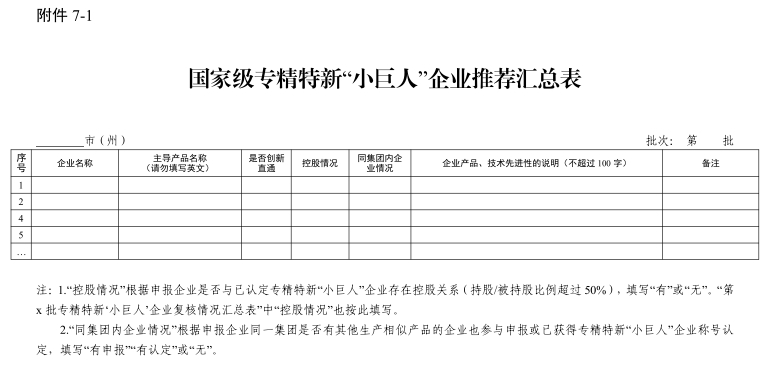 附件 7-1
国家级专精特新“小巨人”企业推荐汇总表
________市（州） 批次： 第 批
序号 企业名称 主导产品名称（请勿填写英文） 是否创新直通 控股情况 同集团内企业情况 企业产品、技术先进性的说明（不超过 100 字） 备注
1
2
4
5
…
注：1.“控股情况”根据申报企业是否与已认定专精特新“小巨人”企业存在控股关系（持股/被持股比例超过 50%），填写“有”或“无”。“第
x 批专精特新‘小巨人’企业复核情况汇总表”中“控股情况”也按此填写。
2.“同集团内企业情况”根据申报企业同一集团是否有其他生产相似产品的企业也参与申报或已获得专精特新“小巨人”企业称号认
定，填写“有申报”“有认定”或“无”。